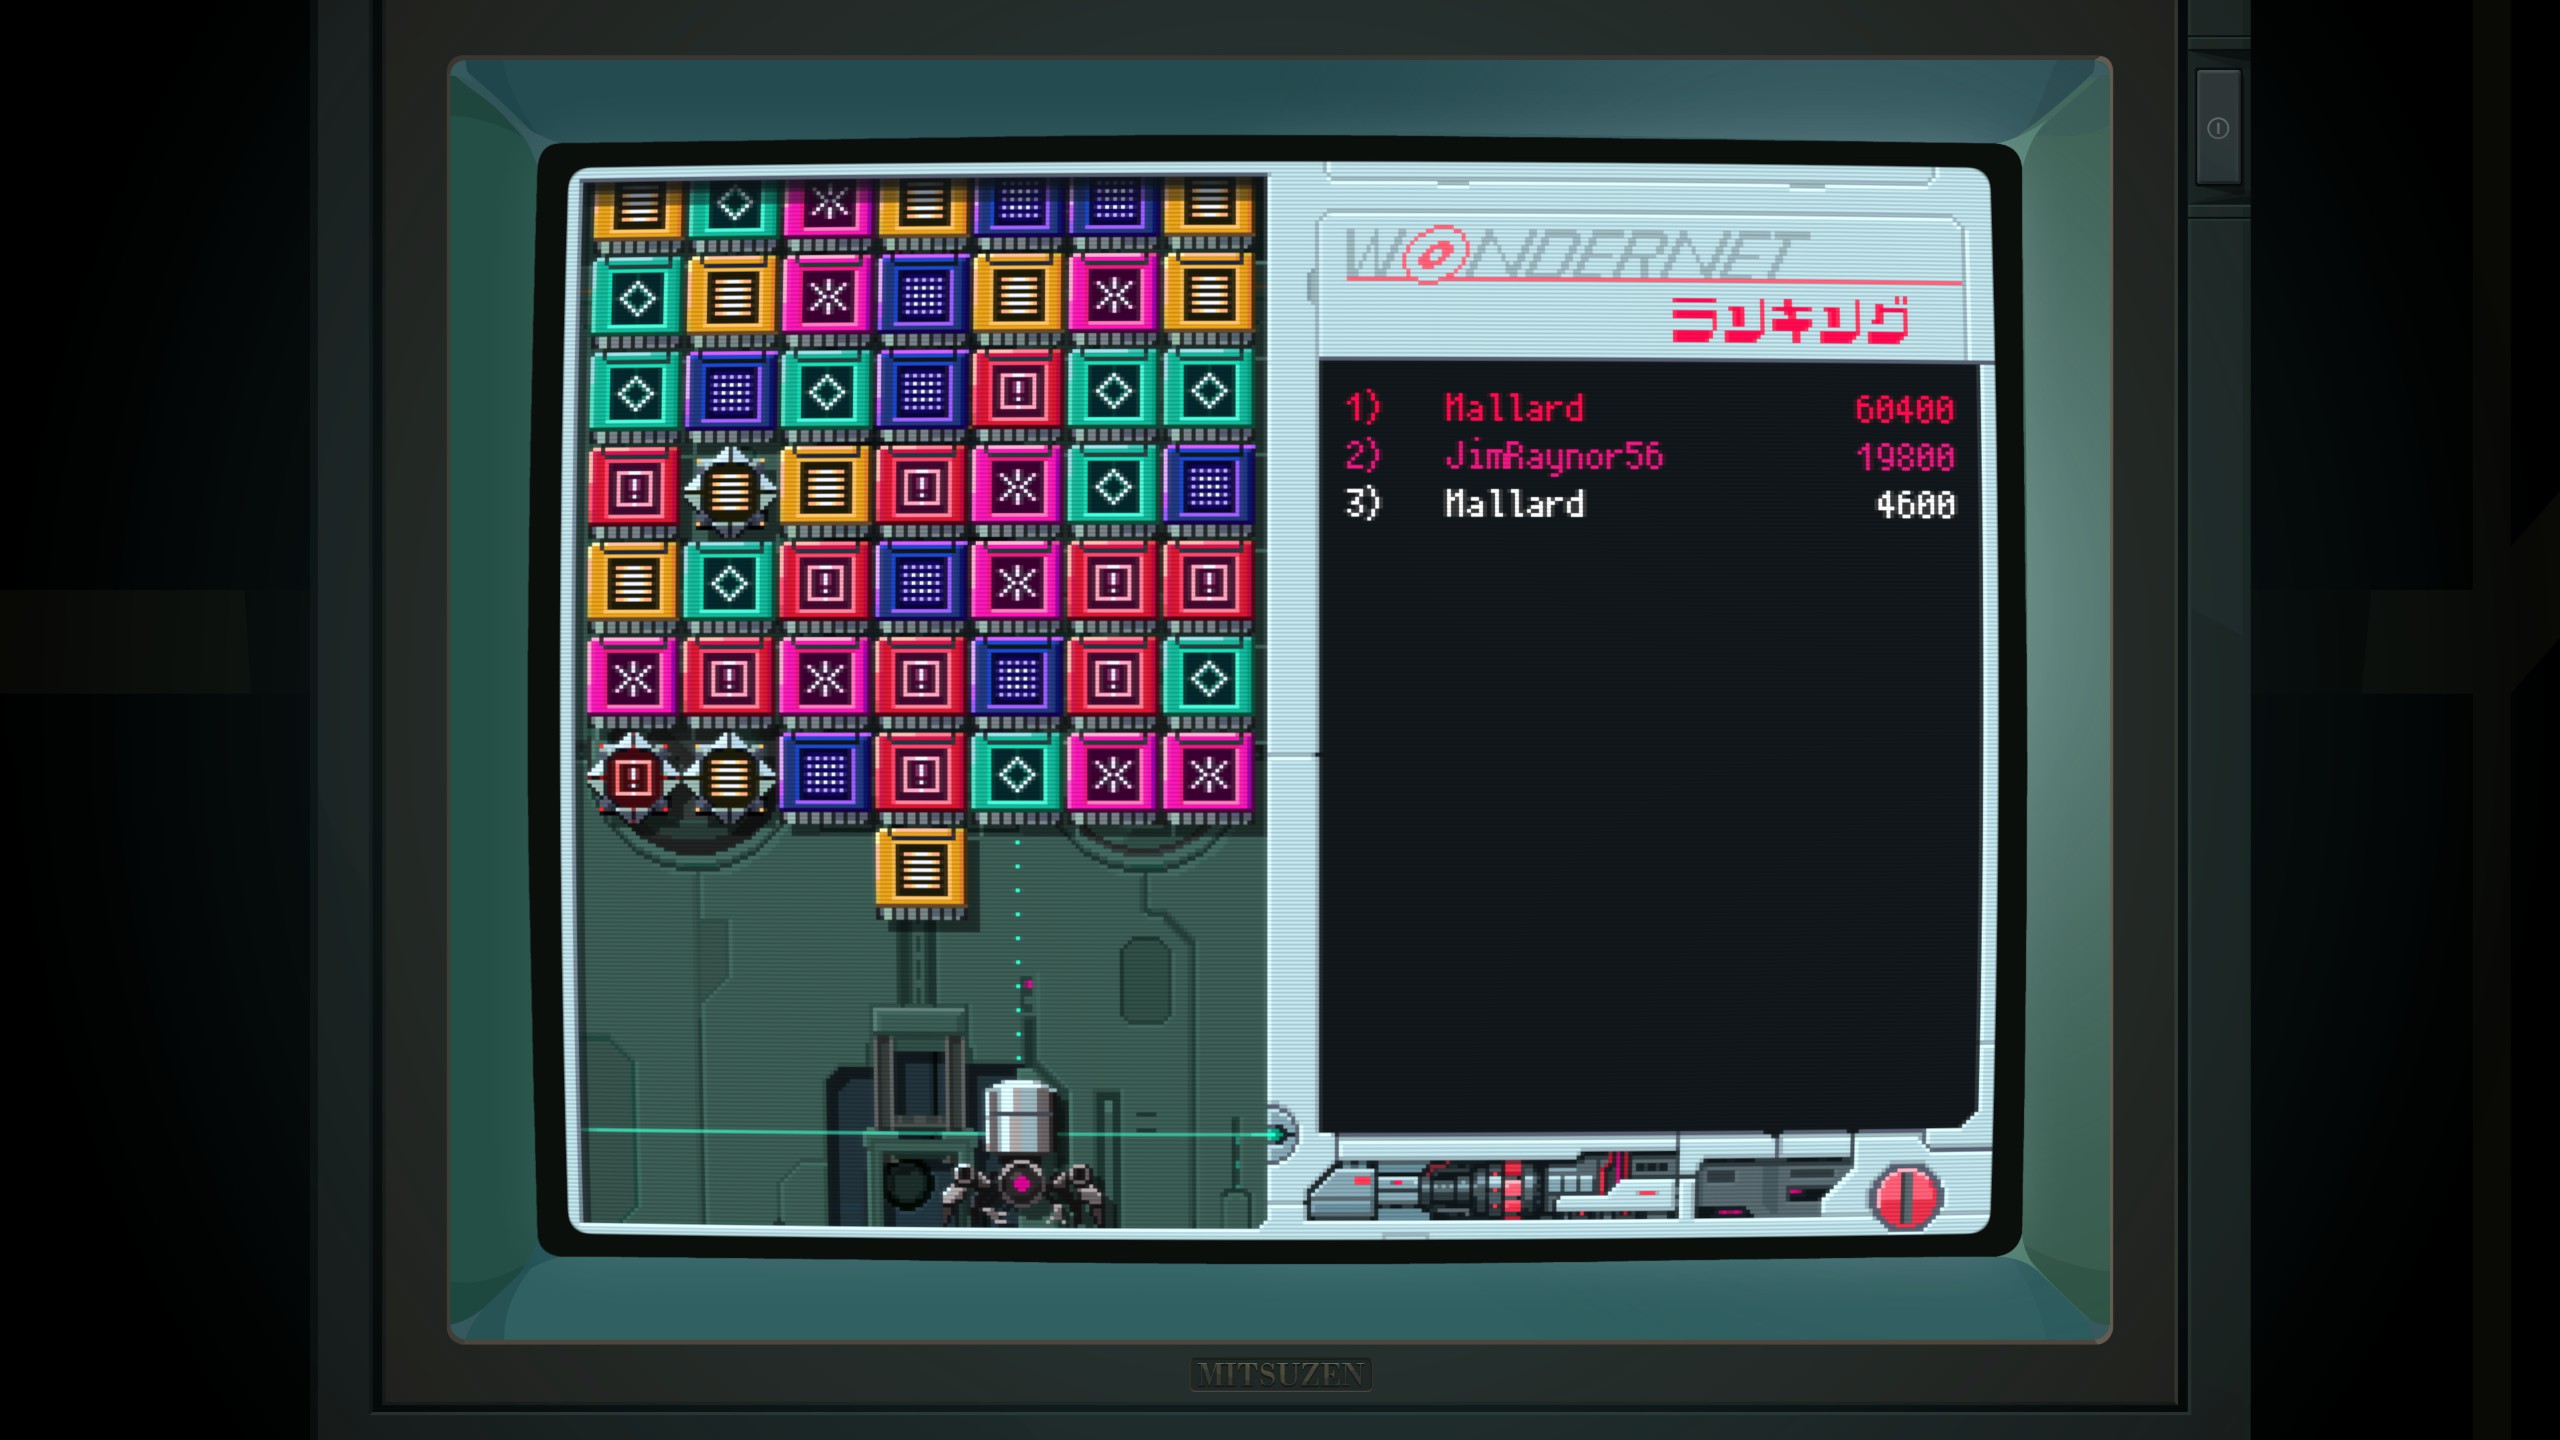 WONDERNET
ランキング
1) Mallard 60400
2) JimRaynor56 19800
3) Mallard 4600
MITSUZEN